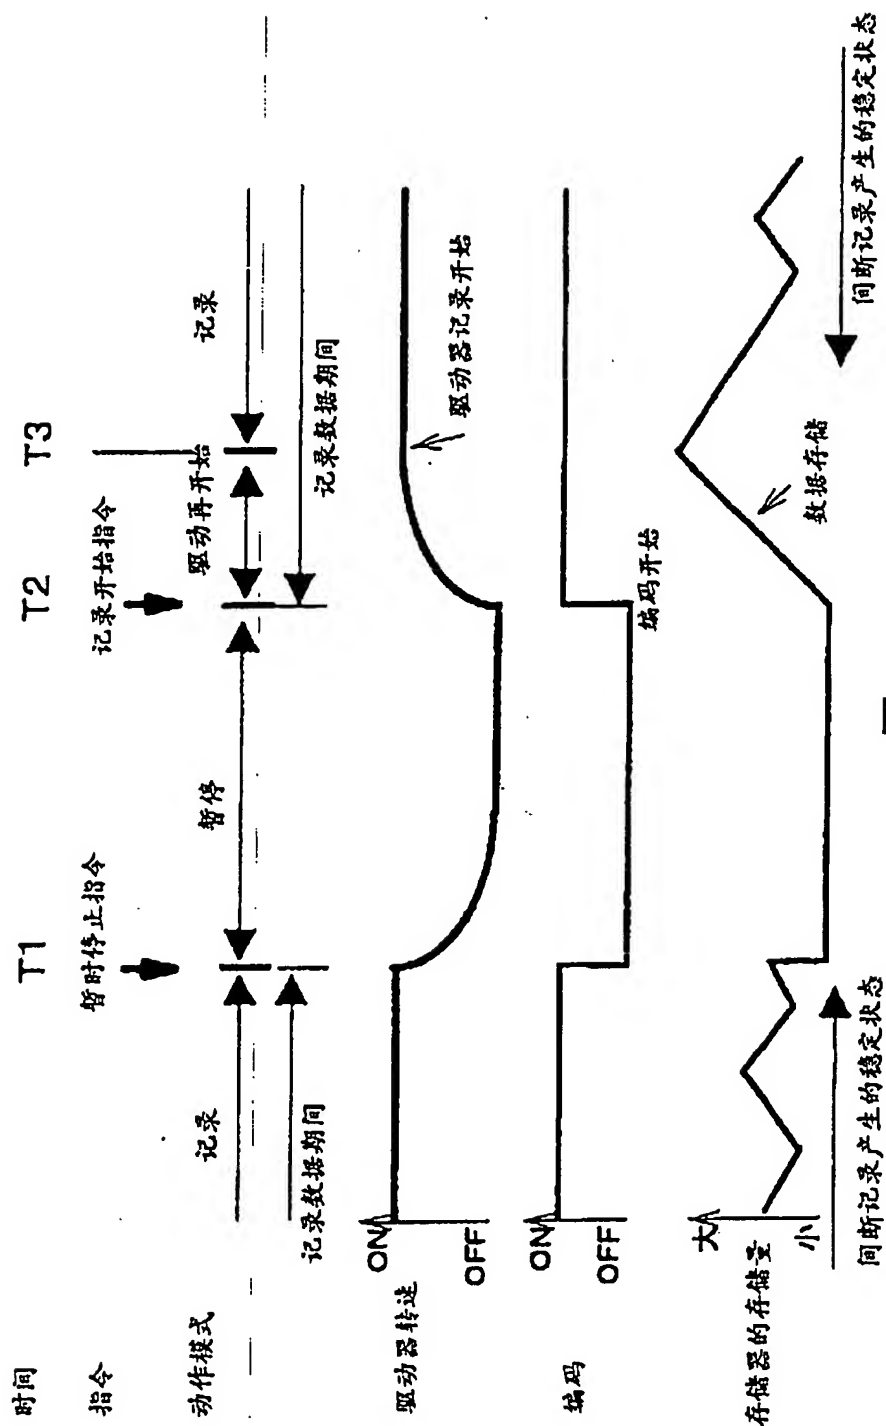 时间 T1 T2 T3
指令 暂时停止指令 记录开始指令
动作模式 记录 暂停 驱动再开始 记录
记录数据期间 记录数据期间
驱动器转速 ON OFF 驱动器记录开始
编码 ON OFF 编码开始
存储器的存储量 大 小 数据存储
间断记录产生的稳定状态 间断记录产生的稳定状态